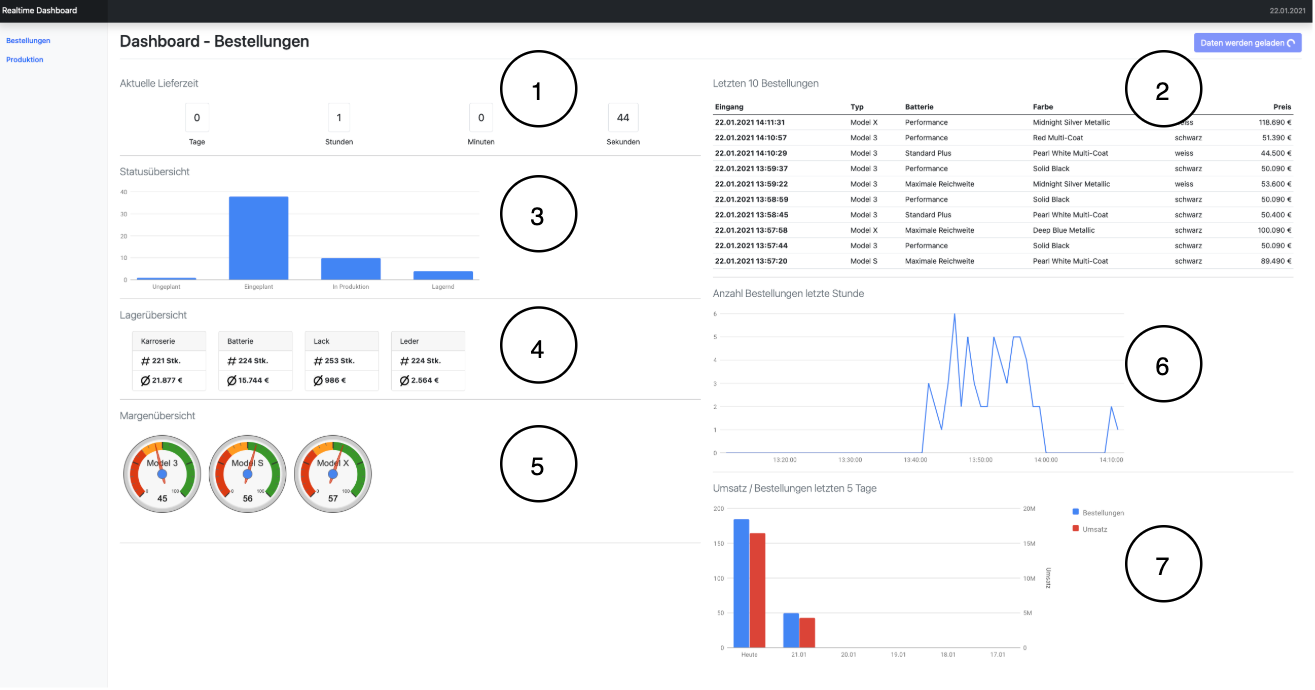 Realtime Dashboard
22.01.2021
Bestellungen
Produktion
Dashboard - Bestellungen
Daten werden geladen
Aktuelle Lieferzeit
1
0 1 0 44
Tage Stunden Minuten Sekunden
Statusübersicht
3
40
30
20
10
0
Ungeplant Eingeplant In Produktion Lagernd
Lagerübersicht
4
Karroserie Batterie Lack Leder
# 221 Stk. # 224 Stk. # 253 Stk. # 224 Stk.
Ø 21.877 € Ø 15.744 € Ø 986 € Ø 2.564 €
Margenübersicht
5
Model 3 Model S Model X
0 100 0 100 0 100
45 56 57
Letzten 10 Bestellungen
2
Eingang Typ Batterie Farbe Preis
22.01.2021 14:11:31 Model X Performance Midnight Silver Metallic 118.690 €
22.01.2021 14:10:57 Model 3 Performance Red Multi-Coat schwarz 51.390 €
22.01.2021 14:10:29 Model 3 Standard Plus Pearl White Multi-Coat weiss 44.500 €
22.01.2021 13:59:37 Model 3 Performance Solid Black schwarz 50.090 €
22.01.2021 13:59:22 Model 3 Maximale Reichweite Midnight Silver Metallic weiss 53.600 €
22.01.2021 13:58:59 Model 3 Performance Solid Black schwarz 50.090 €
22.01.2021 13:58:45 Model 3 Standard Plus Pearl White Multi-Coat schwarz 50.400 €
22.01.2021 13:57:58 Model X Maximale Reichweite Deep Blue Metallic schwarz 100.090 €
22.01.2021 13:57:44 Model 3 Performance Solid Black schwarz 50.090 €
22.01.2021 13:57:20 Model S Maximale Reichweite Pearl White Multi-Coat schwarz 89.490 €
Anzahl Bestellungen letzte Stunde
6
6
5
4
3
2
1
0
13:20:00 13:30:00 13:40:00 13:50:00 14:00:00 14:10:00
Umsatz / Bestellungen letzten 5 Tage
7
200 20M
150 15M
100 10M
50 5M
0 0
Heute 21.01 20.01 19.01 18.01 17.01
Umsatz
Bestellungen
Umsatz